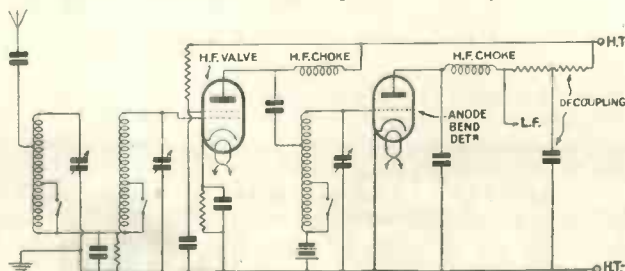 H.T
H.F. VALVE
H.F. CHOKE
H.F. CHOKE
DECOUPLING
L.F.
ANODE
BEND
DETR
H.T-